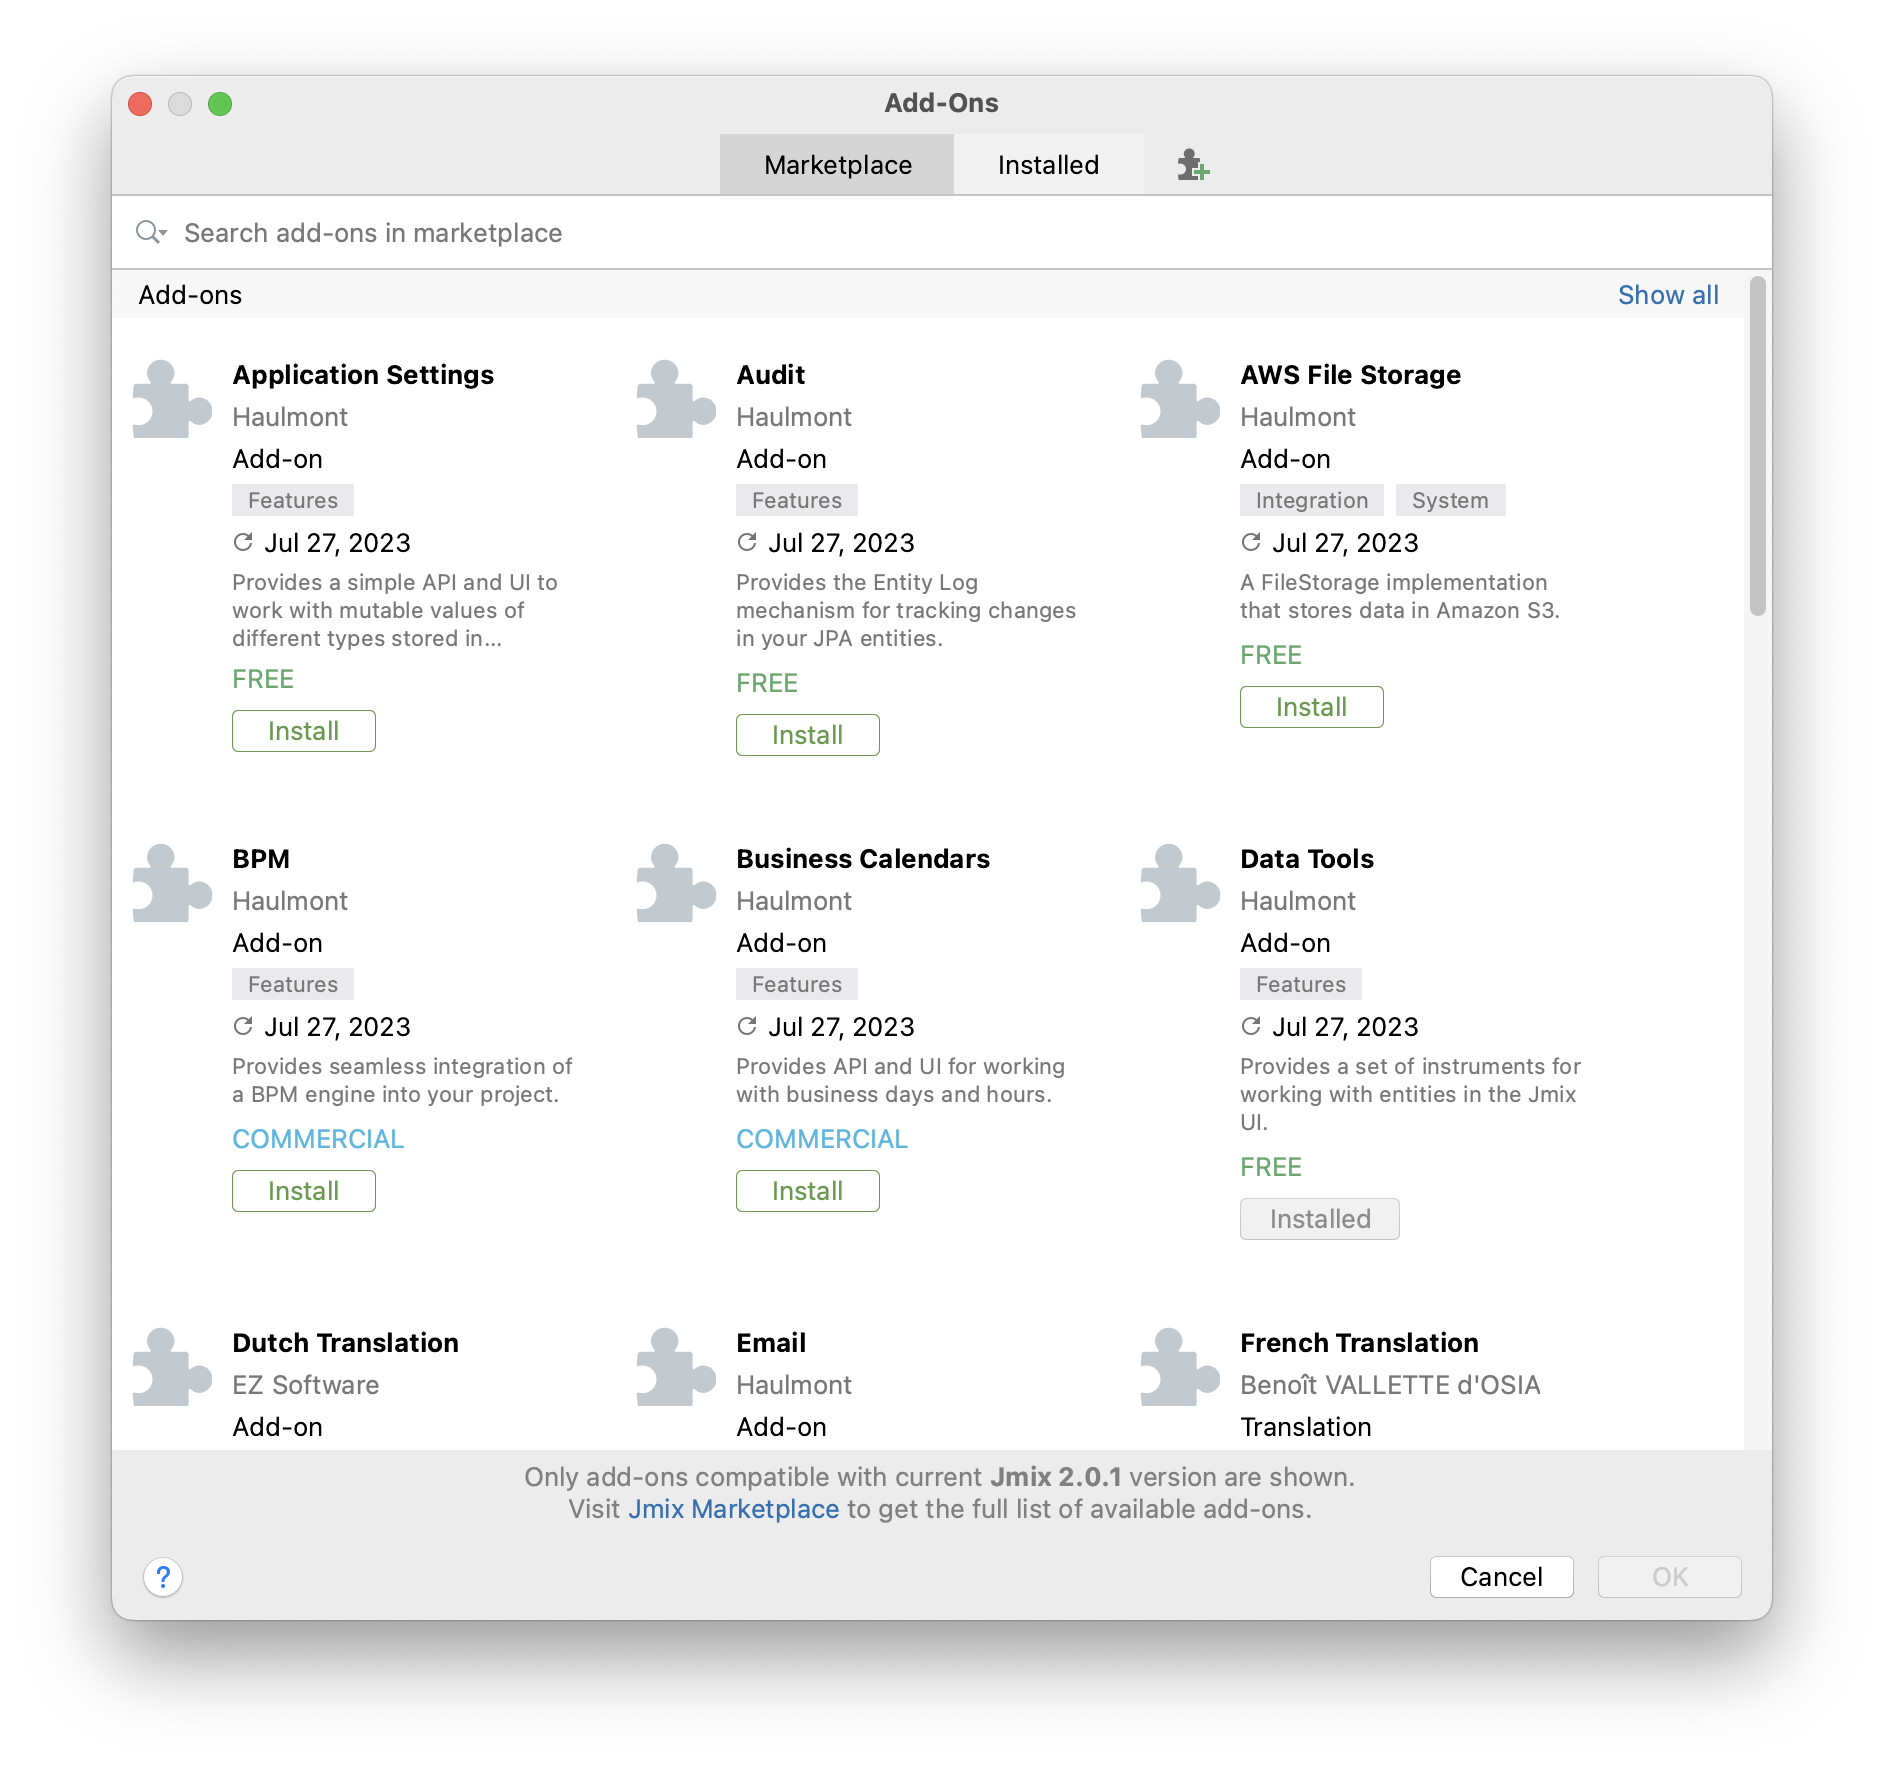 Add-Ons
Marketplace
Installed
Search add-ons in marketplace
Add-ons
Show all
Application Settings
Haulmont
Add-on
Features
Jul 27, 2023
Provides a simple API and UI to
work with mutable values of
different types stored in...
FREE
Install
Audit
Haulmont
Add-on
Features
Jul 27, 2023
Provides the Entity Log
mechanism for tracking changes
in your JPA entities.
FREE
Install
AWS File Storage
Haulmont
Add-on
Integration System
Jul 27, 2023
A FileStorage implementation
that stores data in Amazon S3.
FREE
Install
BPM
Haulmont
Add-on
Features
Jul 27, 2023
Provides seamless integration of
a BPM engine into your project.
COMMERCIAL
Install
Business Calendars
Haulmont
Add-on
Features
Jul 27, 2023
Provides API and UI for working
with business days and hours.
COMMERCIAL
Install
Data Tools
Haulmont
Add-on
Features
Jul 27, 2023
Provides a set of instruments for
working with entities in the Jmix
UI.
FREE
Installed
Dutch Translation
EZ Software
Add-on
Email
Haulmont
Add-on
French Translation
Benoît VALLETTE d'OSIA
Translation
Only add-ons compatible with current Jmix 2.0.1 version are shown.
Visit Jmix Marketplace to get the full list of available add-ons.
?
Cancel
OK